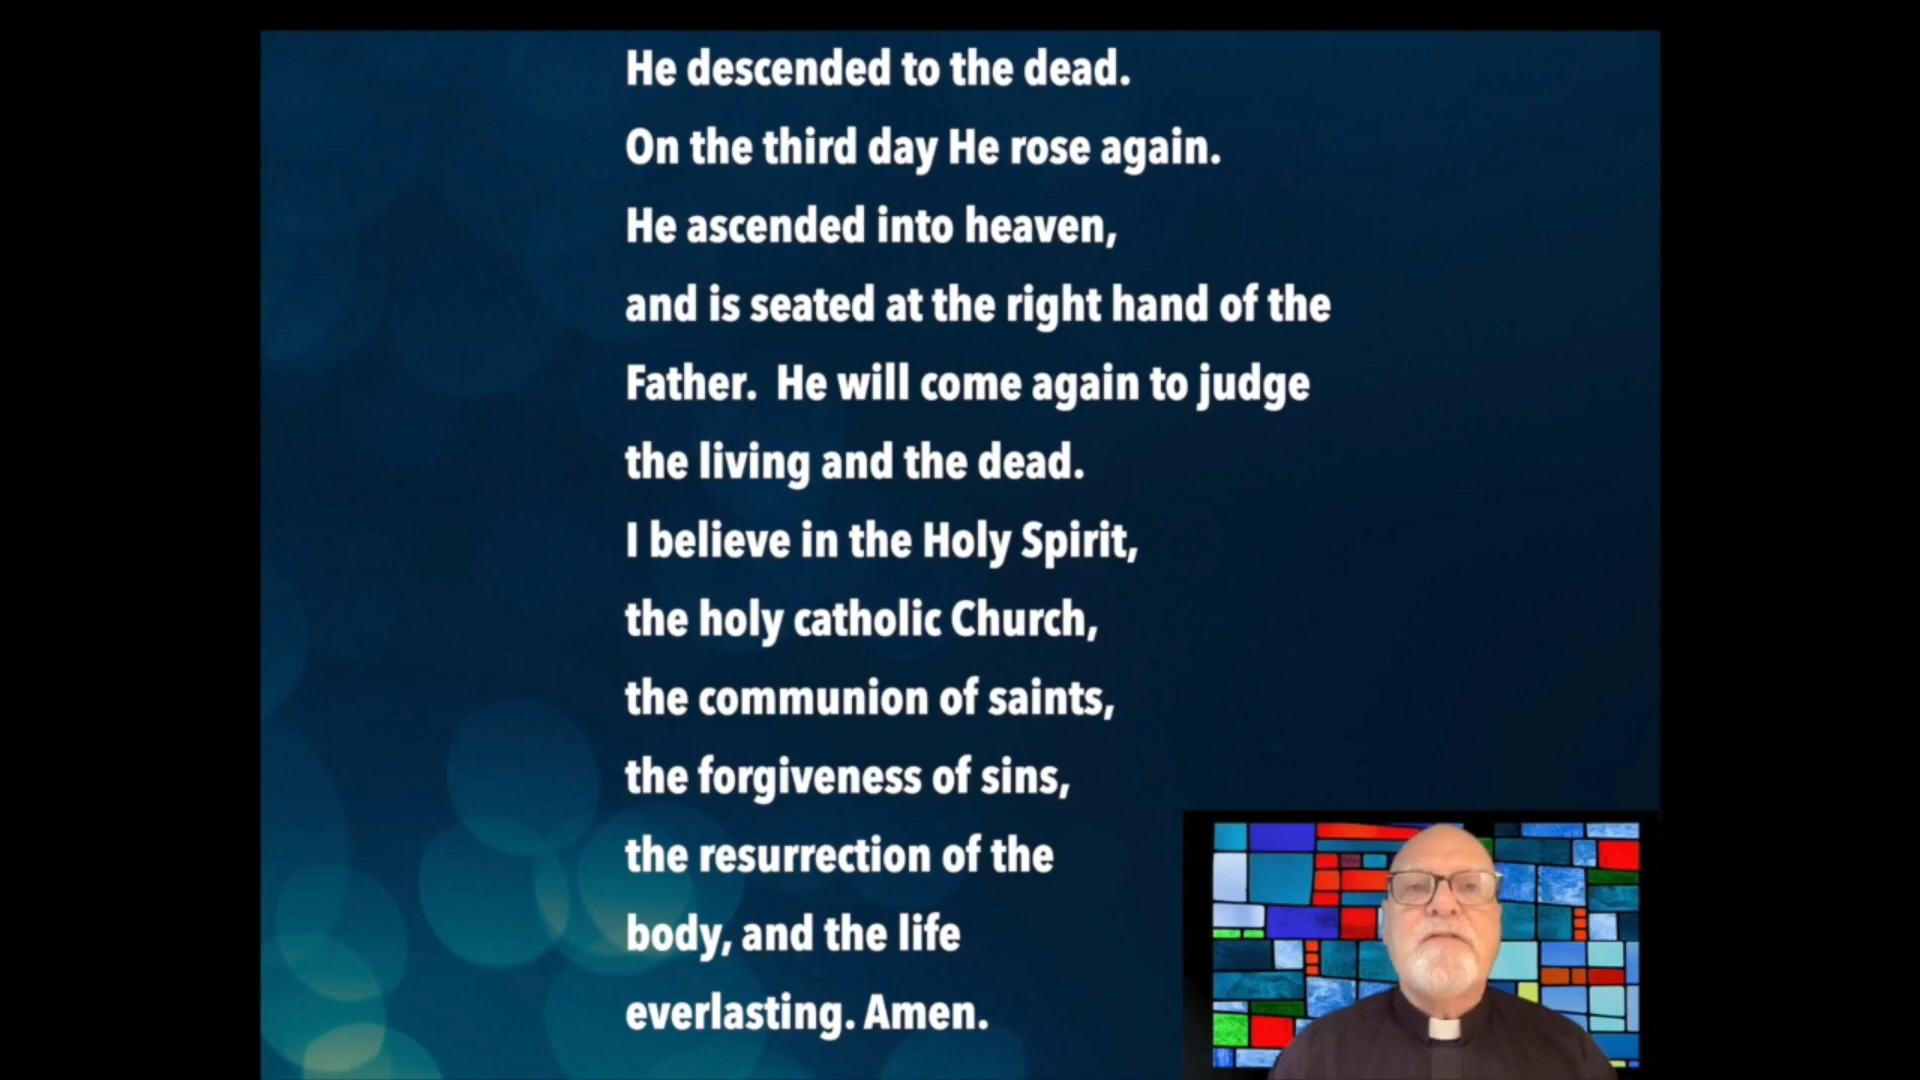 He descended to the dead.
On the third day He rose again.
He ascended into heaven,
and is seated at the right hand of the
Father.  He will come again to judge
the living and the dead.
I believe in the Holy Spirit,
the holy catholic Church,
the communion of saints,
the forgiveness of sins,
the resurrection of the
body, and the life
everlasting. Amen.